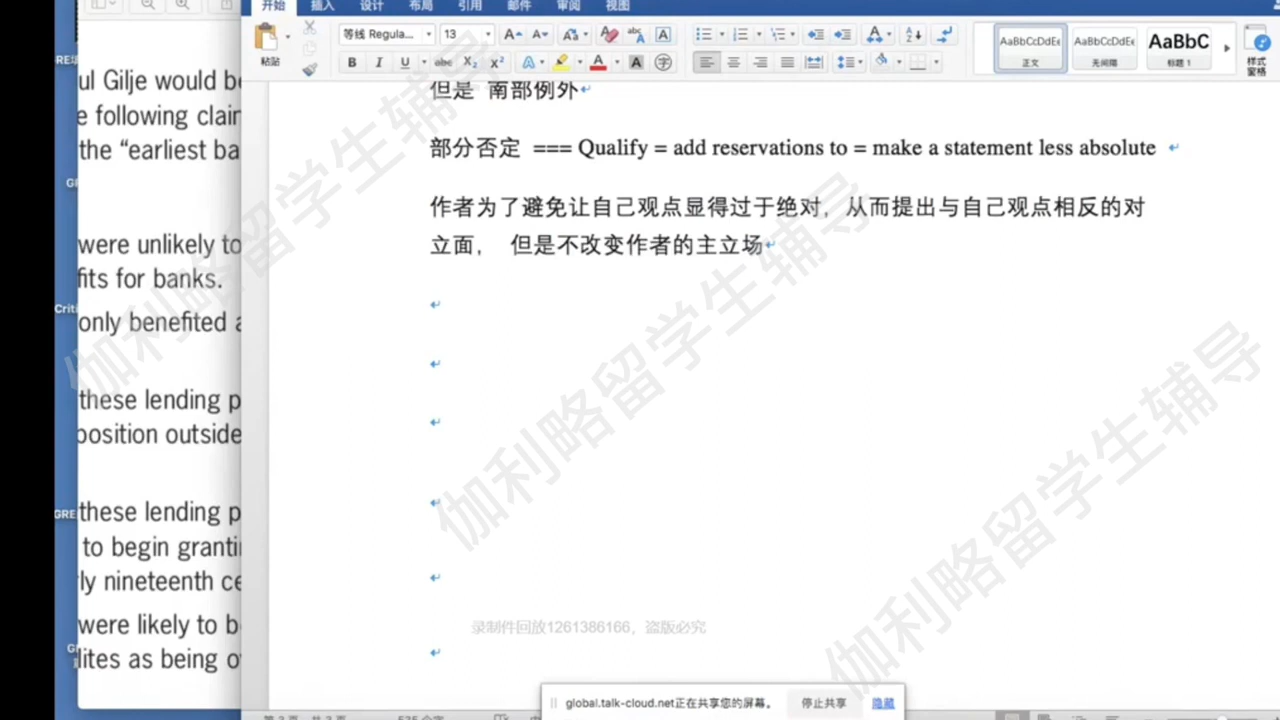 开始 插入 设计 布局 引用 邮件 审阅 视图
等线 Regula... 13
粘贴
AaBbCcDdEe AaBbCcDdEe AaBbC
正文 无间隔 标题 1
样式
窗格
ul Gilje would be
e following clair
the “earliest ba
were unlikely to
fits for banks.
only benefited a
these lending p
position outside
these lending p
to begin granti
rly nineteenth ce
were likely to b
lites as being o
GRE
Criti
但是 南部例外
部分否定 === Qualify = add reservations to = make a statement less absolute
作者为了避免让自己观点显得过于绝对，从而提出与自己观点相反的对
立面， 但是不改变作者的主立场
伽利略留学生辅导
伽利略留学生辅导
伽利略留学生辅导
录制件回放1261386166，盗版必究
global.talk-cloud.net正在共享您的屏幕。 停止共享 隐藏